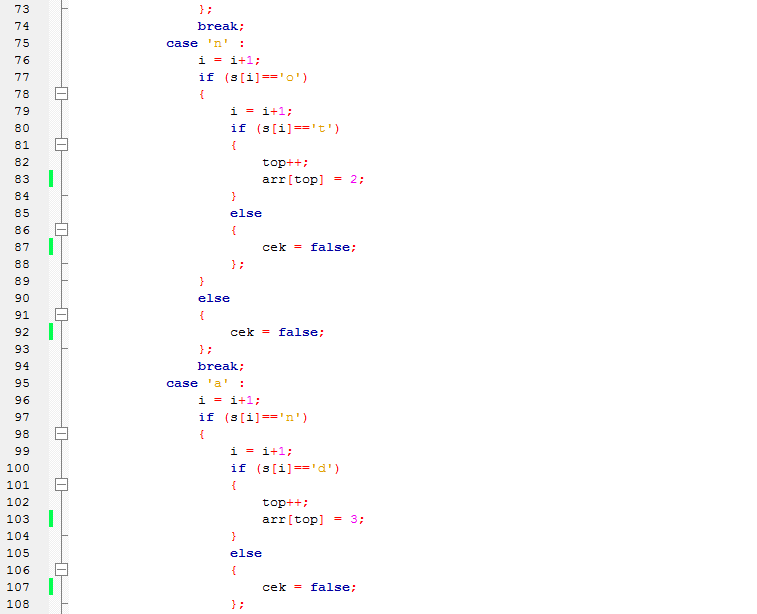 73 };
74 break;
75 case 'n' :
76 i = i+1;
77 if (s[i]=='o')
78 {
79 i = i+1;
80 if (s[i]=='t')
81 {
82 top++;
83 arr[top] = 2;
84 }
85 else
86 {
87 cek = false;
88 };
89 }
90 else
91 {
92 cek = false;
93 };
94 break;
95 case 'a' :
96 i = i+1;
97 if (s[i]=='n')
98 {
99 i = i+1;
100 if (s[i]=='d')
101 {
102 top++;
103 arr[top] = 3;
104 }
105 else
106 {
107 cek = false;
108 };